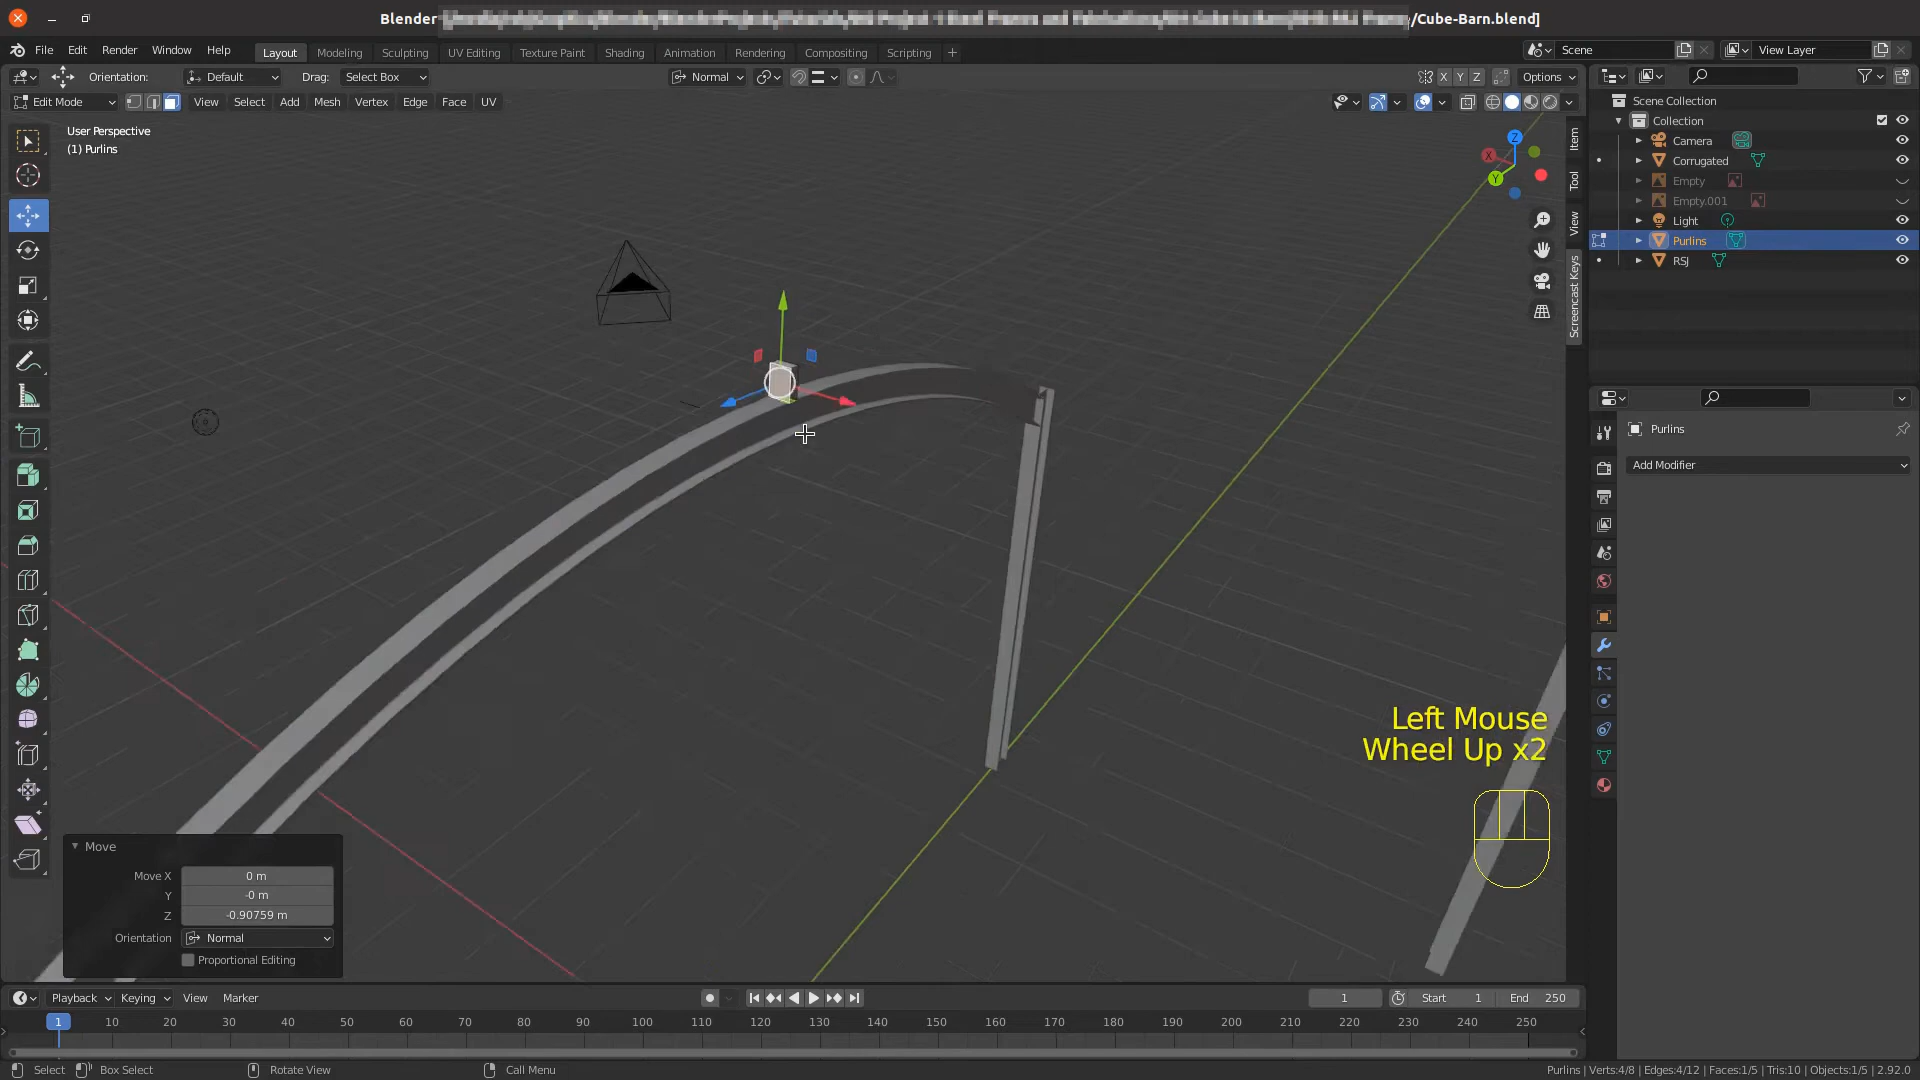 Blender
/Cube-Barn.blend]
File Edit Render Window Help
Layout Modeling Sculpting UV Editing Texture Paint Shading Animation Rendering Compositing Scripting +
Scene
View Layer
Orientation: Default Drag: Select Box
Normal
X Y Z Options
Edit Mode View Select Add Mesh Vertex Edge Face UV
User Perspective
(1) Purlins
Z
X
Y
Item
Tool
View
Screencast Keys
Scene Collection
Collection
Camera
Corrugated
Empty
Empty.001
Light
Purlins
RSJ
Purlins
Add Modifier
Left Mouse
Wheel Up x2
Move
Move X 0 m
Y -0 m
Z -0.90759 m
Orientation Normal
Proportional Editing
Playback Keying View Marker
1 Start 1 End 250
1 10 20 30 40 50 60 70 80 90 100 110 120 130 140 150 160 170 180 190 200 210 220 230 240 250
Select Box Select Rotate View Call Menu
Purlins | Verts:4/8 | Edges:4/12 | Faces:1/5 | Tris:10 | Objects:1/5 | 2.92.0